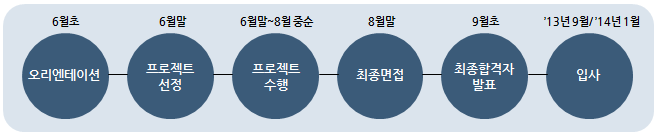 6월초 6월말 6월말~8월 중순 8월말 9월초 ’13년 9월/ ’14년 1월
오리엔테이션
프로젝트
선정
프로젝트
수행
최종면접
최종합격자
발표
입사